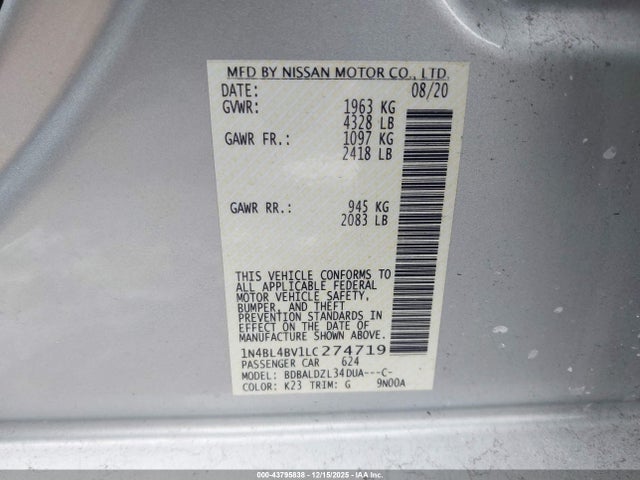 MFD BY NISSAN MOTOR CO., LTD.
DATE: 08/20
GVWR: 1963 KG
4328 LB
GAWR FR.: 1097 KG
2418 LB
GAWR RR.: 945 KG
2083 LB
THIS VEHICLE CONFORMS TO
ALL APPLICABLE FEDERAL
MOTOR VEHICLE SAFETY,
BUMPER, AND THEFT
PREVENTION STANDARDS IN
EFFECT ON THE DATE OF
MANUFACTURE SHOWN ABOVE.
1N4BL4BV1LC274719
PASSENGER CAR 624
MODEL: BDBALDZL34DUA---C-
COLOR: K23 TRIM: G 9N00A
000-43795838 - 12/15/2025 - IAA Inc.